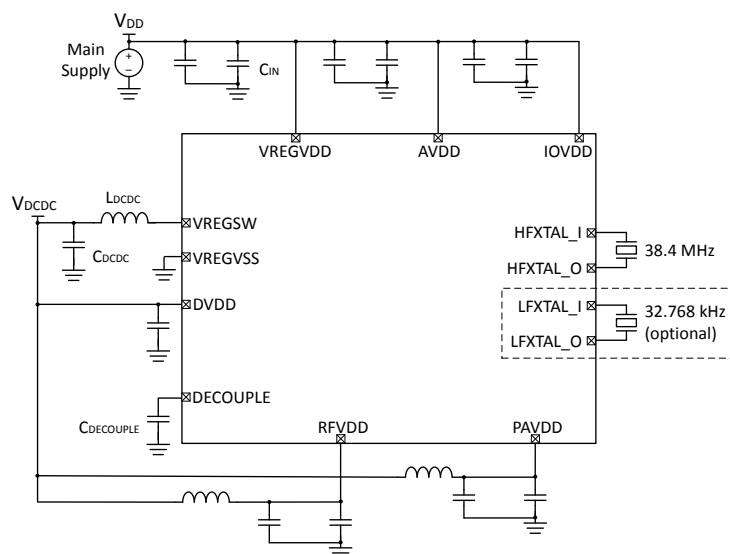 VDD
Main
Supply
+
−
CIN
VREGVDD
AVDD
IOVDD
VDCDC
LDCDC
CDCDC
VREGSW
VREGVSS
DVDD
DECOUPLE
CDECOUPLE
HFXTAL_I
HFXTAL_O
38.4 MHz
LFXTAL_I
LFXTAL_O
32.768 kHz
(optional)
RFVDD
PAVDD